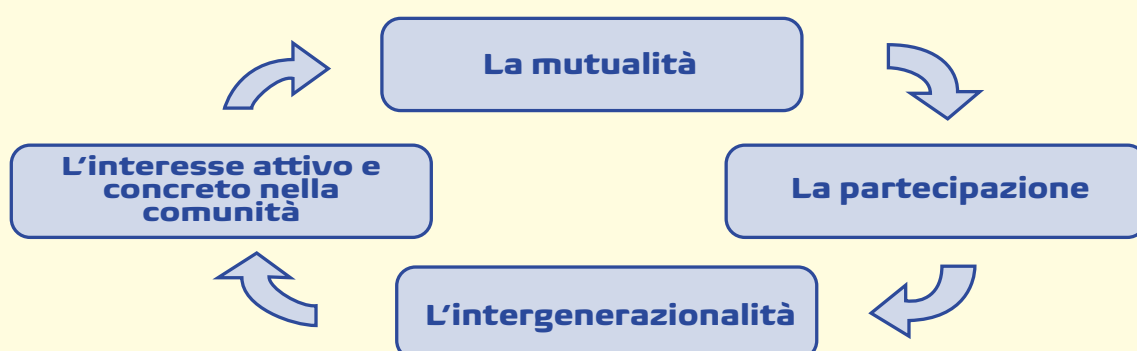 La mutualità
L'interesse attivo e
concreto nella
comunità
La partecipazione
L'intergenerazionalità